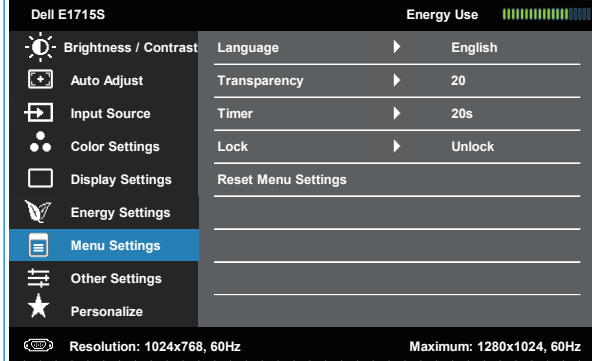 Dell E1715S Energy Use
Brightness / Contrast Language English
Auto Adjust Transparency 20
Input Source Timer 20s
Color Settings Lock Unlock
Display Settings Reset Menu Settings
Energy Settings
Menu Settings
Other Settings
Personalize
Resolution: 1024x768, 60Hz Maximum: 1280x1024, 60Hz